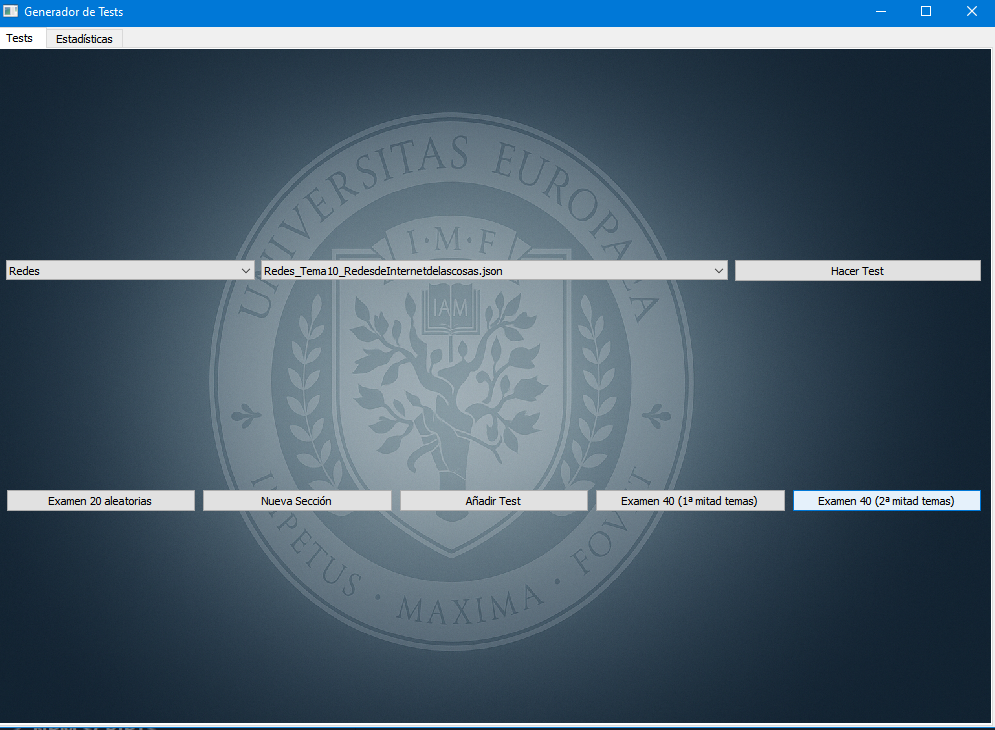 Generador de Tests
Tests
Estadísticas
UNIVERSITAS EUROPAEA
I·M·F
IAM
Redes
Redes_Tema10_RedesdeInternetdelascosas.json
Hacer Test
Examen 20 aleatorias
Nueva Sección
Añadir Test
Examen 40 (1ª mitad temas)
Examen 40 (2ª mitad temas)
IMPETUS · MAXIMA · FOVENT